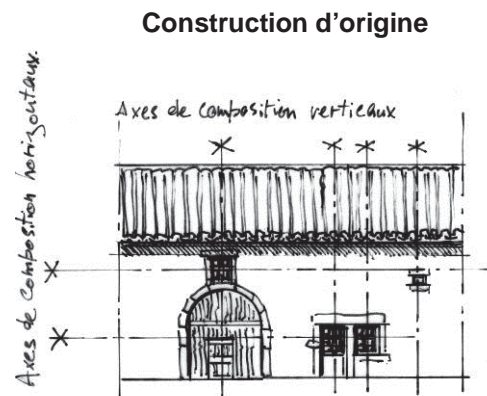 Construction d'origine
Axes de composition verticaux
Axes de composition horizontaux.